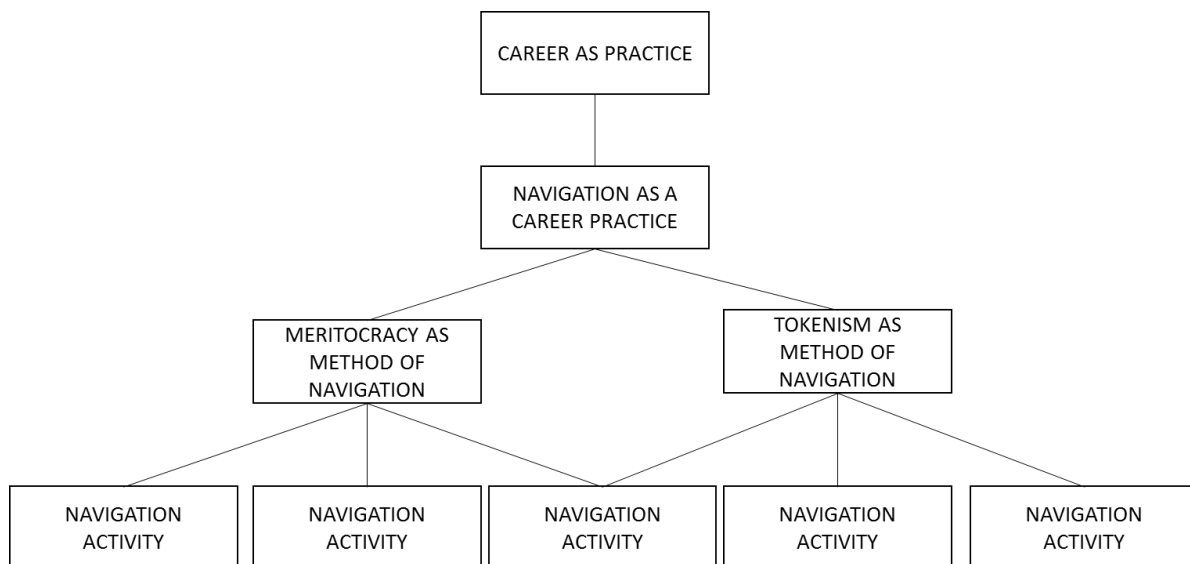 CAREER AS PRACTICE
NAVIGATION AS A
CAREER PRACTICE
MERITOCRACY AS
METHOD OF
NAVIGATION
TOKENISM AS
METHOD OF
NAVIGATION
NAVIGATION
ACTIVITY
NAVIGATION
ACTIVITY
NAVIGATION
ACTIVITY
NAVIGATION
ACTIVITY
NAVIGATION
ACTIVITY